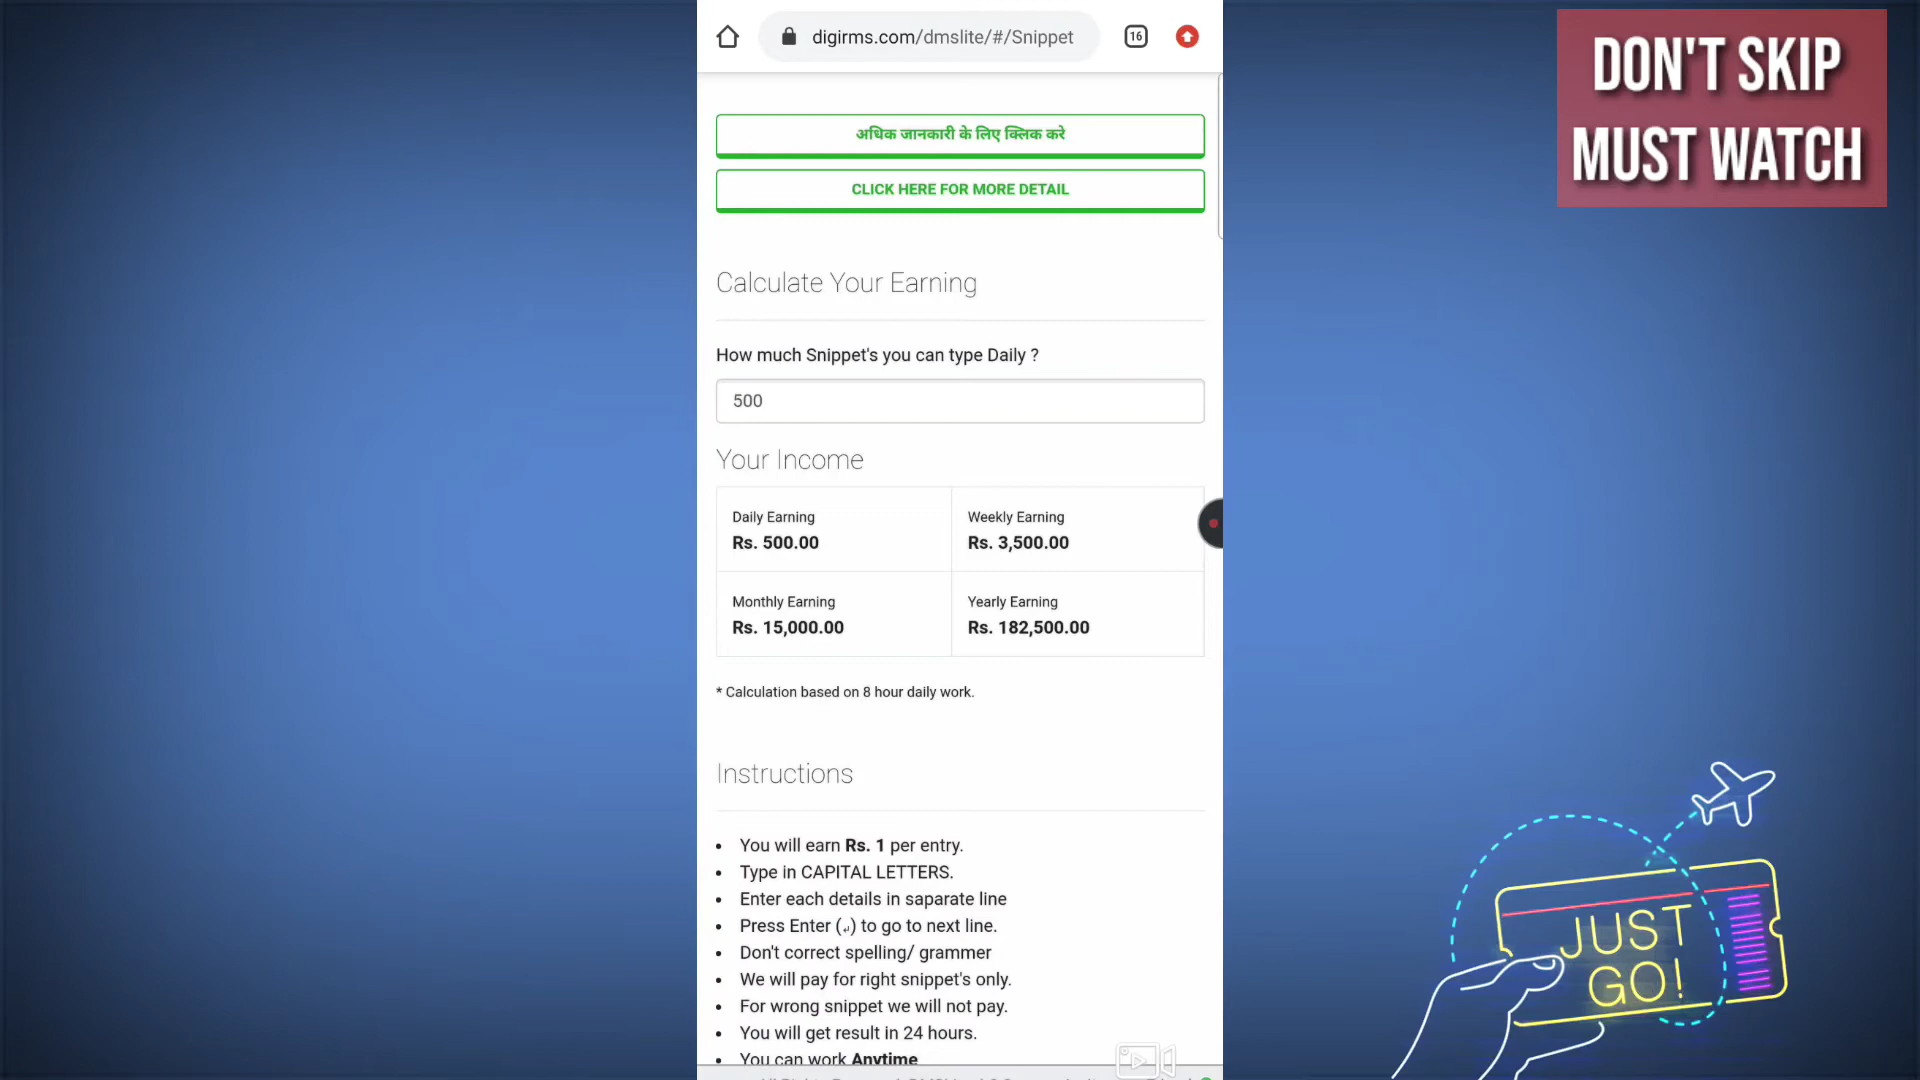 digirms.com/dmslite/#/Snippet
16
DON'T SKIP
MUST WATCH
अधिक जानकारी के लिए क्लिक करे
CLICK HERE FOR MORE DETAIL
Calculate Your Earning
How much Snippet's you can type Daily ?
500
Your Income
Daily Earning
Rs. 500.00
Weekly Earning
Rs. 3,500.00
Monthly Earning
Rs. 15,000.00
Yearly Earning
Rs. 182,500.00
* Calculation based on 8 hour daily work.
Instructions
• You will earn Rs. 1 per entry.
• Type in CAPITAL LETTERS.
• Enter each details in saparate line
• Press Enter (↵) to go to next line.
• Don't correct spelling/ grammer
• We will pay for right snippet's only.
• For wrong snippet we will not pay.
• You will get result in 24 hours.
• You can work Anytime
JUST
GO!